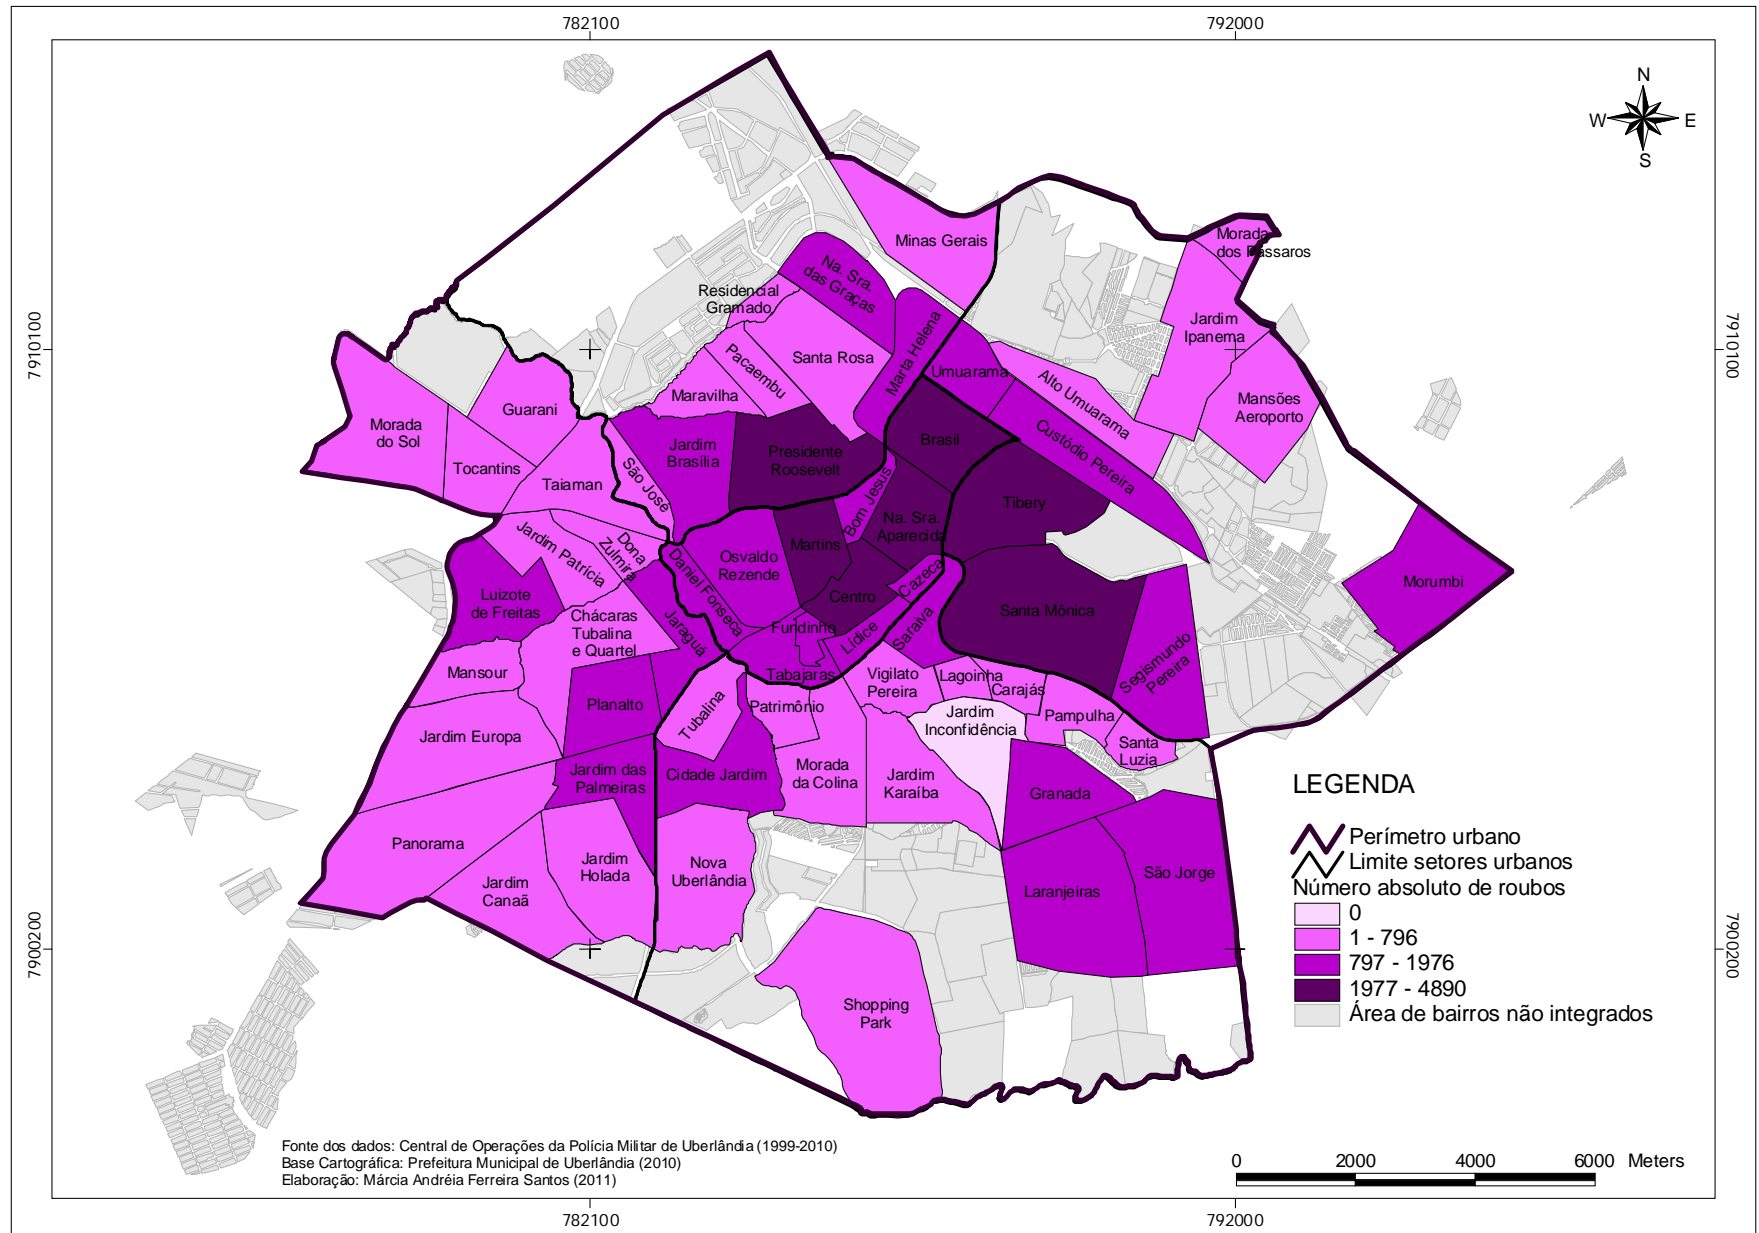 782100
792000
N
W
E
S
7910100
7910100
7900200
7900200
Minas Gerais
Morada
dos Pássaros
Na. Sra.
das Graças
Residencial
Gramado
Jardim
Ipanema
Santa Rosa
Marta Helena
Pacaembu
Umuarama
Alto Umuarama
Maravilha
Mansões
Aeroporto
Guarani
Morada
do Sol
Brasil
Custódio Pereira
Jardim
Brasília
Presidente
Roosevelt
Tocantins
Taiaman
São José
Bom Jesus
Tibery
Na. Sra.
Aparecida
Martins
Jardim Patrícia
Dona
Zulmira
Daniel Fonseca
Osvaldo
Rezende
Cazeca
Morumbi
Luizote
de Freitas
Centro
Santa Mônica
Chácaras
Tubalina
e Quartel
Jaraguá
Fundinho
Lídice
Saraiva
Segismundo
Pereira
Mansour
Tabajaras
Vigilato
Pereira
Lagoinha
Carajás
Planalto
Tubalina
Patrimônio
Jardim
Inconfidência
Pampulha
Jardim Europa
Santa
Luzia
Jardim das
Palmeiras
Cidade Jardim
Morada
da Colina
Jardim
Karaíba
Granada
Panorama
Jardim
Holada
Nova
Uberlândia
Jardim
Canaã
Laranjeiras
São Jorge
Shopping
Park
LEGENDA
Perímetro urbano
Limite setores urbanos
Número absoluto de roubos
0
1 - 796
797 - 1976
1977 - 4890
Área de bairros não integrados
Fonte dos dados: Central de Operações da Polícia Militar de Uberlândia (1999-2010)
Base Cartográfica: Prefeitura Municipal de Uberlândia (2010)
Elaboração: Márcia Andréia Ferreira Santos (2011)
0 2000 4000 6000 Meters
782100
792000